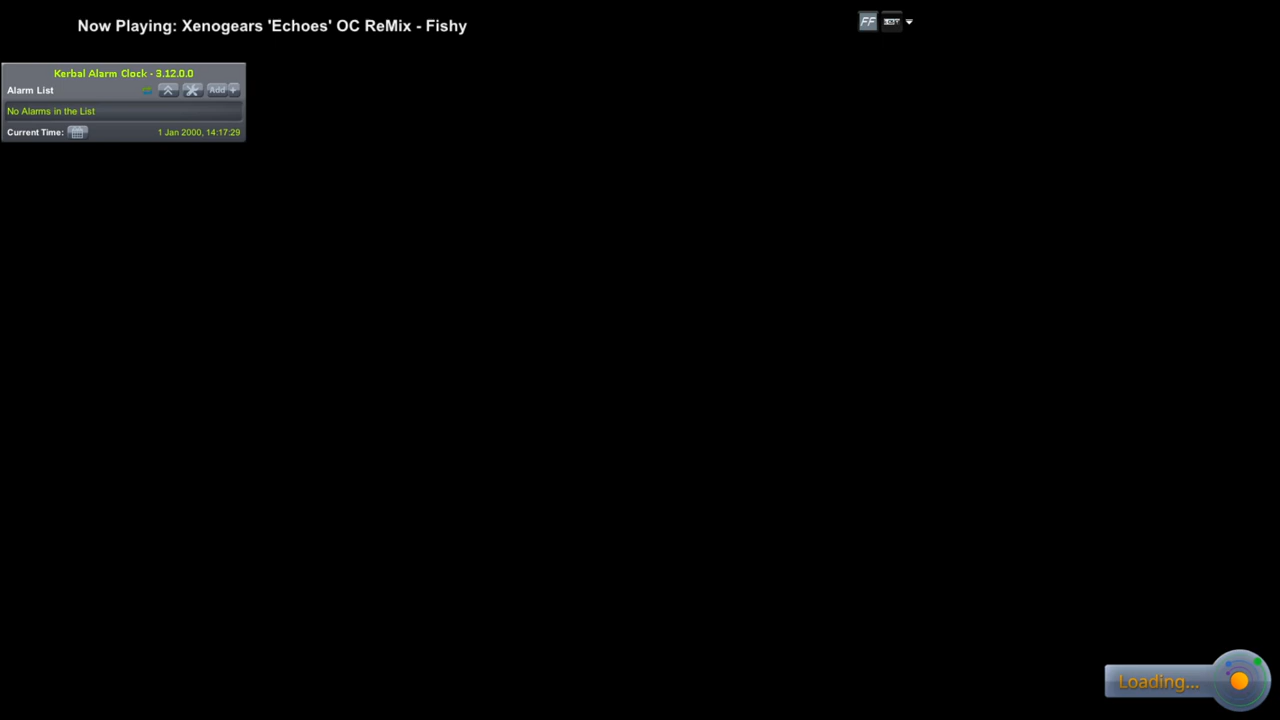 Now Playing: Xenogears 'Echoes' OC ReMix - Fishy
FF
Kerbal Alarm Clock - 3.12.0.0
Alarm List
Add +
No Alarms in the List
Current Time:
1 Jan 2000, 14:17:29
Loading...